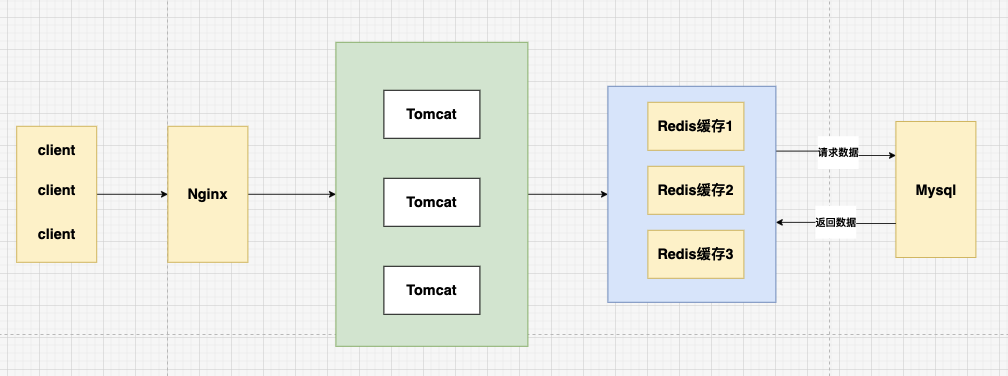 client
client
client
Nginx
Tomcat
Tomcat
Tomcat
Redis缓存1
Redis缓存2
Redis缓存3
请求数据
返回数据
Mysql